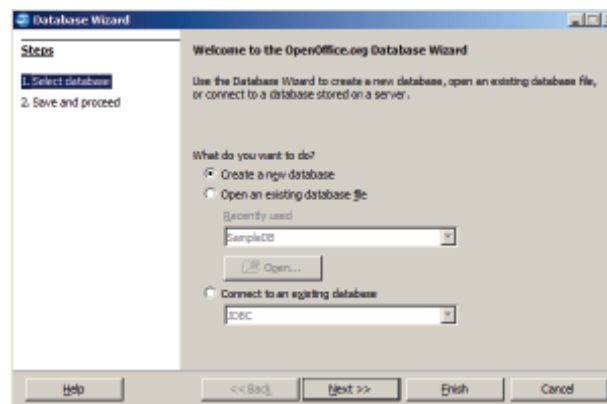 Database Wizard
Steps
1. Select database
2. Save and proceed
Welcome to the OpenOffice.org Database Wizard
Use the Database Wizard to create a new database, open an existing database file,
or connect to a database stored on a server.
What do you want to do?
Create a new database
Open an existing database file
Recently used
SampleDB
Open...
Connect to an existing database
JDBC
Help
<< Back
Next >>
Finish
Cancel